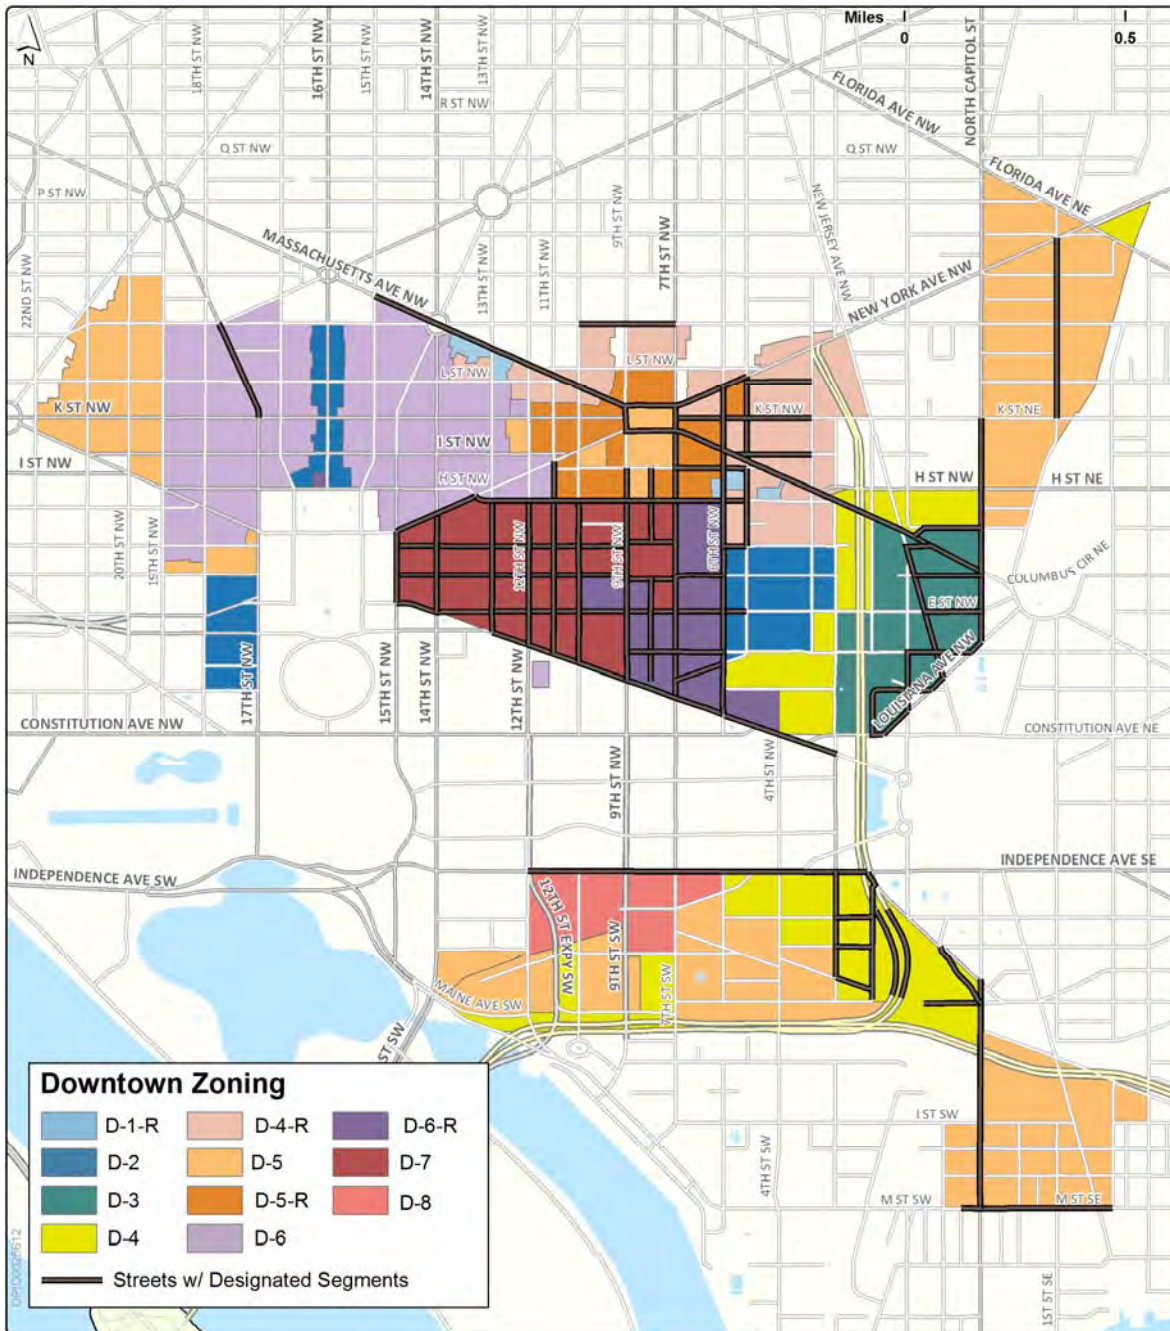 Miles
0
0.5
N
18TH ST NW
16TH ST NW
15TH ST NW
14TH ST NW
13TH ST NW
NORTH CAPITOL ST
R ST NW
FLORIDA AVE NW
Q ST NW
Q ST NW
FLORIDA AVE NE
P ST NW
9TH ST NW
NEW JERSEY AVE NW
MASSACHUSETTS AVE NW
22ND ST NW
13TH ST NW
11TH ST NW
7TH ST NW
NEW YORK AVE NW
L ST NW
L ST NW
K ST NW
K ST NW
K ST NE
I ST NW
I ST NW
H ST NW
H ST NW
H ST NE
20TH ST NW
19TH ST NW
12TH ST NW
9TH ST NW
6TH ST NW
COLUMBUS CIR NE
E ST NW
17TH ST NW
15TH ST NW
14TH ST NW
12TH ST NW
LOUISIANA AVE NW
CONSTITUTION AVE NW
CONSTITUTION AVE NE
9TH ST NW
4TH ST NW
INDEPENDENCE AVE SW
INDEPENDENCE AVE SE
12TH ST EXPY SW
9TH ST SW
7TH ST SW
MAINE AVE SW
ST SW
I ST SW
4TH ST SW
M ST SW
M ST SE
1ST ST SE
Downtown Zoning
D-1-R
D-4-R
D-6-R
D-2
D-5
D-7
D-3
D-5-R
D-8
D-4
D-6
Streets w/ Designated Segments